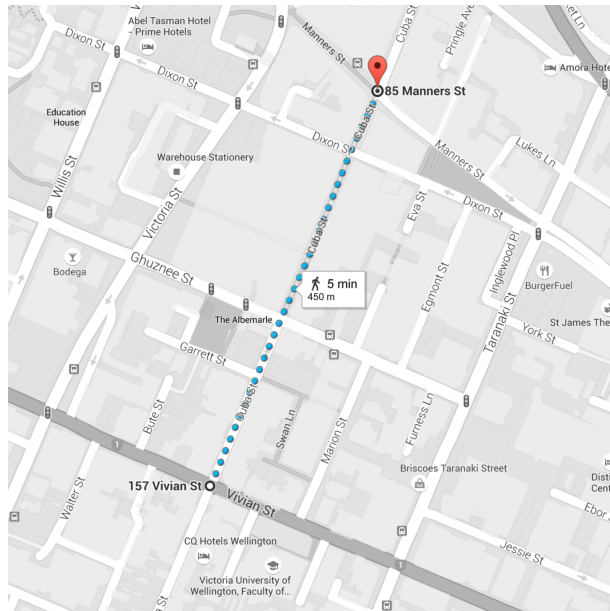 Abel Tasman Hotel
- Prime Hotels
Dixon St
Dixon St
Dixon St
Dixon St
Manners St
Manners St
Cuba St
Pringle Ave
Amora Hote
85 Manners St
Cuba St
Education
House
Willis St
Warehouse Stationery
Victoria St
Lukes Ln
Eva St
Cuba St
Bodega
Ghuznee St
Inglewood Pl
BurgerFuel
Egmont St
Taranaki St
5 min
450 m
St James The
York St
The Albemarle
Garrett St
Cuba St
Swan Ln
Marion St
Furness Ln
Bute St
1
Briscoes Taranaki Street
Walter St
157 Vivian St
Vivian St
Disti
Cent
Ebor
CQ Hotels Wellington
Jessie St
1
Victoria University of
Wellington, Faculty of...